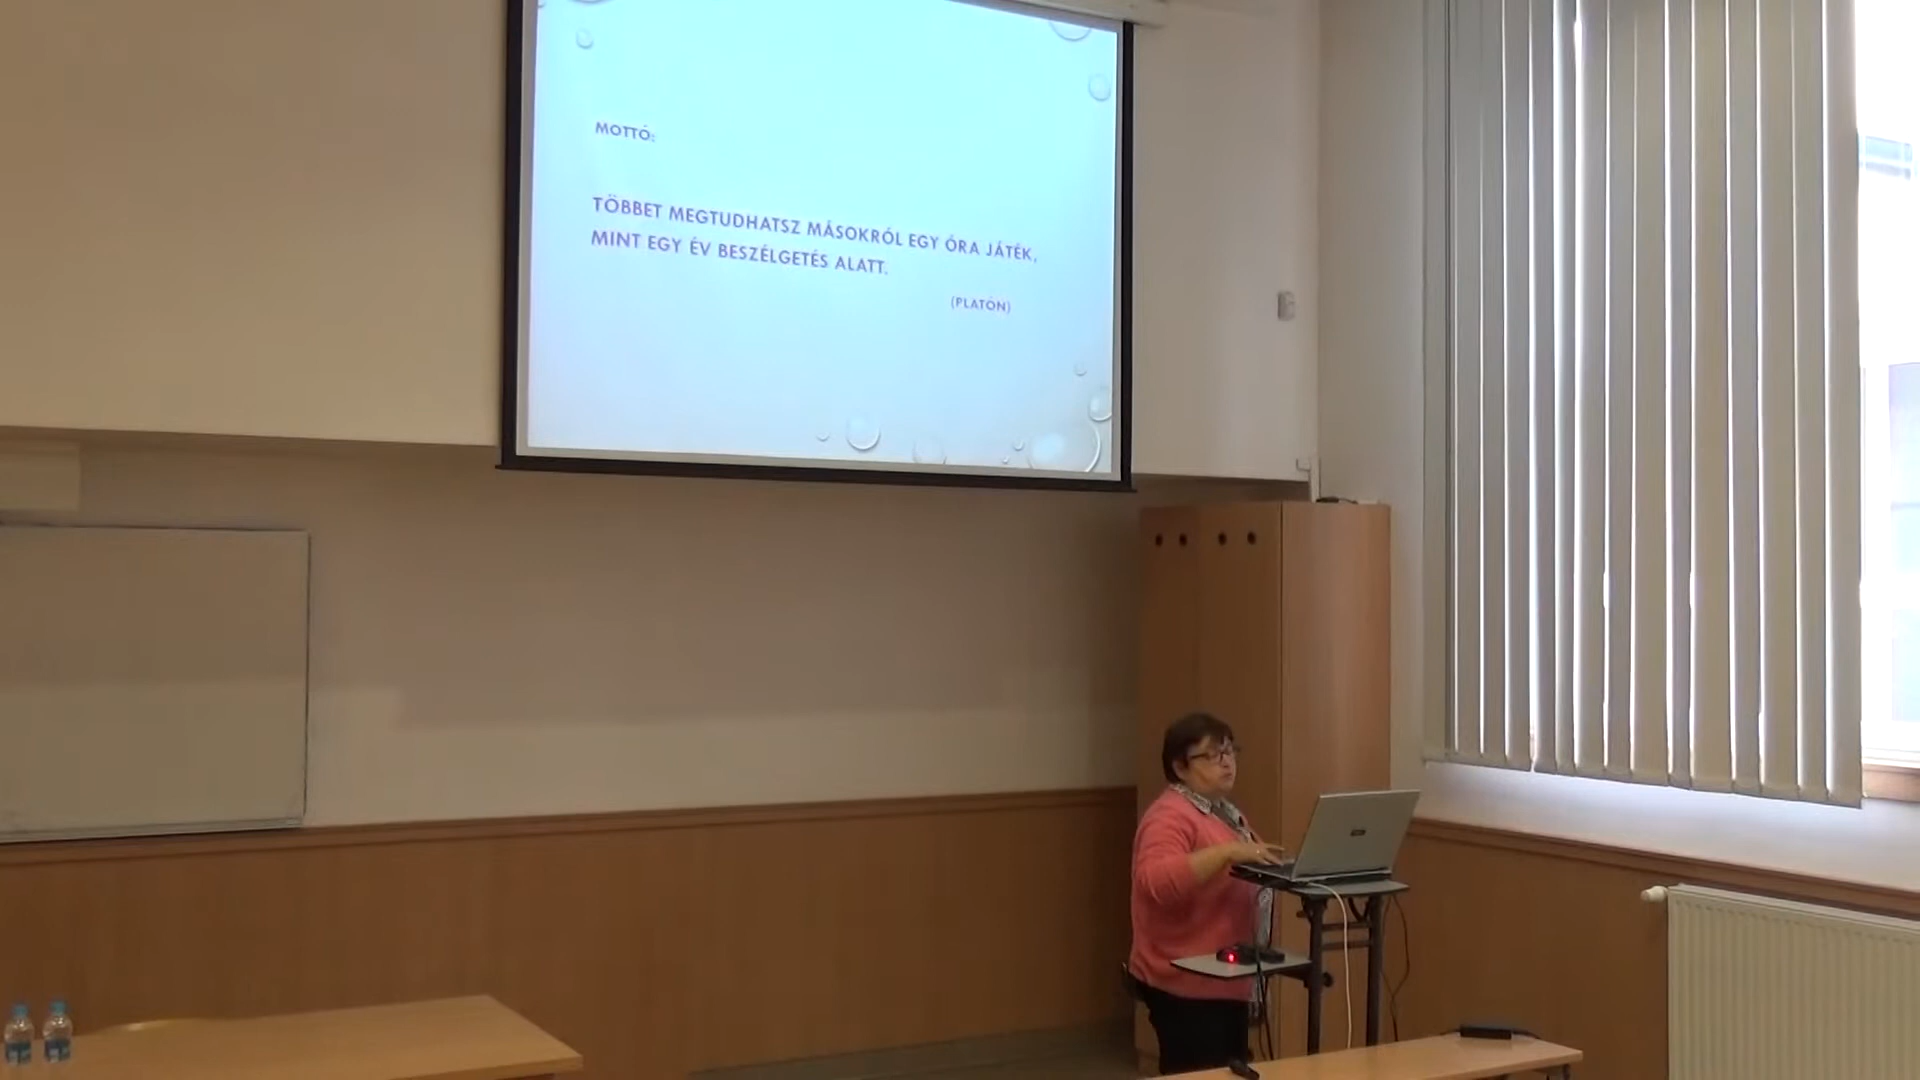 MOTTÓ:
TÖBBET MEGTUDHATSZ MÁSOKRÓL EGY ÓRA JÁTÉK,
MINT EGY ÉV BESZÉLGETÉS ALATT.
(PLATÓN)